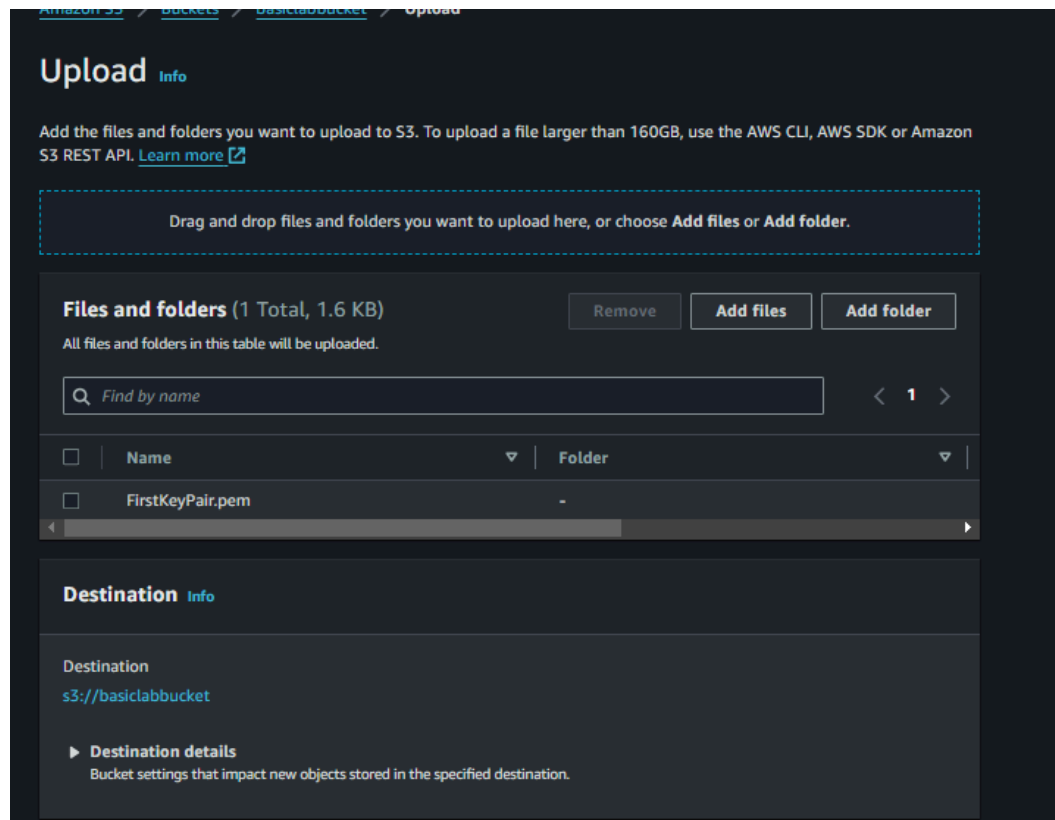 Amazon S3 / Buckets / basiclabbucket / Upload
Upload Info
Add the files and folders you want to upload to S3. To upload a file larger than 160GB, use the AWS CLI, AWS SDK or Amazon
S3 REST API. Learn more
Drag and drop files and folders you want to upload here, or choose Add files or Add folder.
Files and folders (1 Total, 1.6 KB)
Remove
Add files
Add folder
All files and folders in this table will be uploaded.
Find by name
1
Name
Folder
FirstKeyPair.pem
-
Destination Info
Destination
s3://basiclabbucket
Destination details
Bucket settings that impact new objects stored in the specified destination.